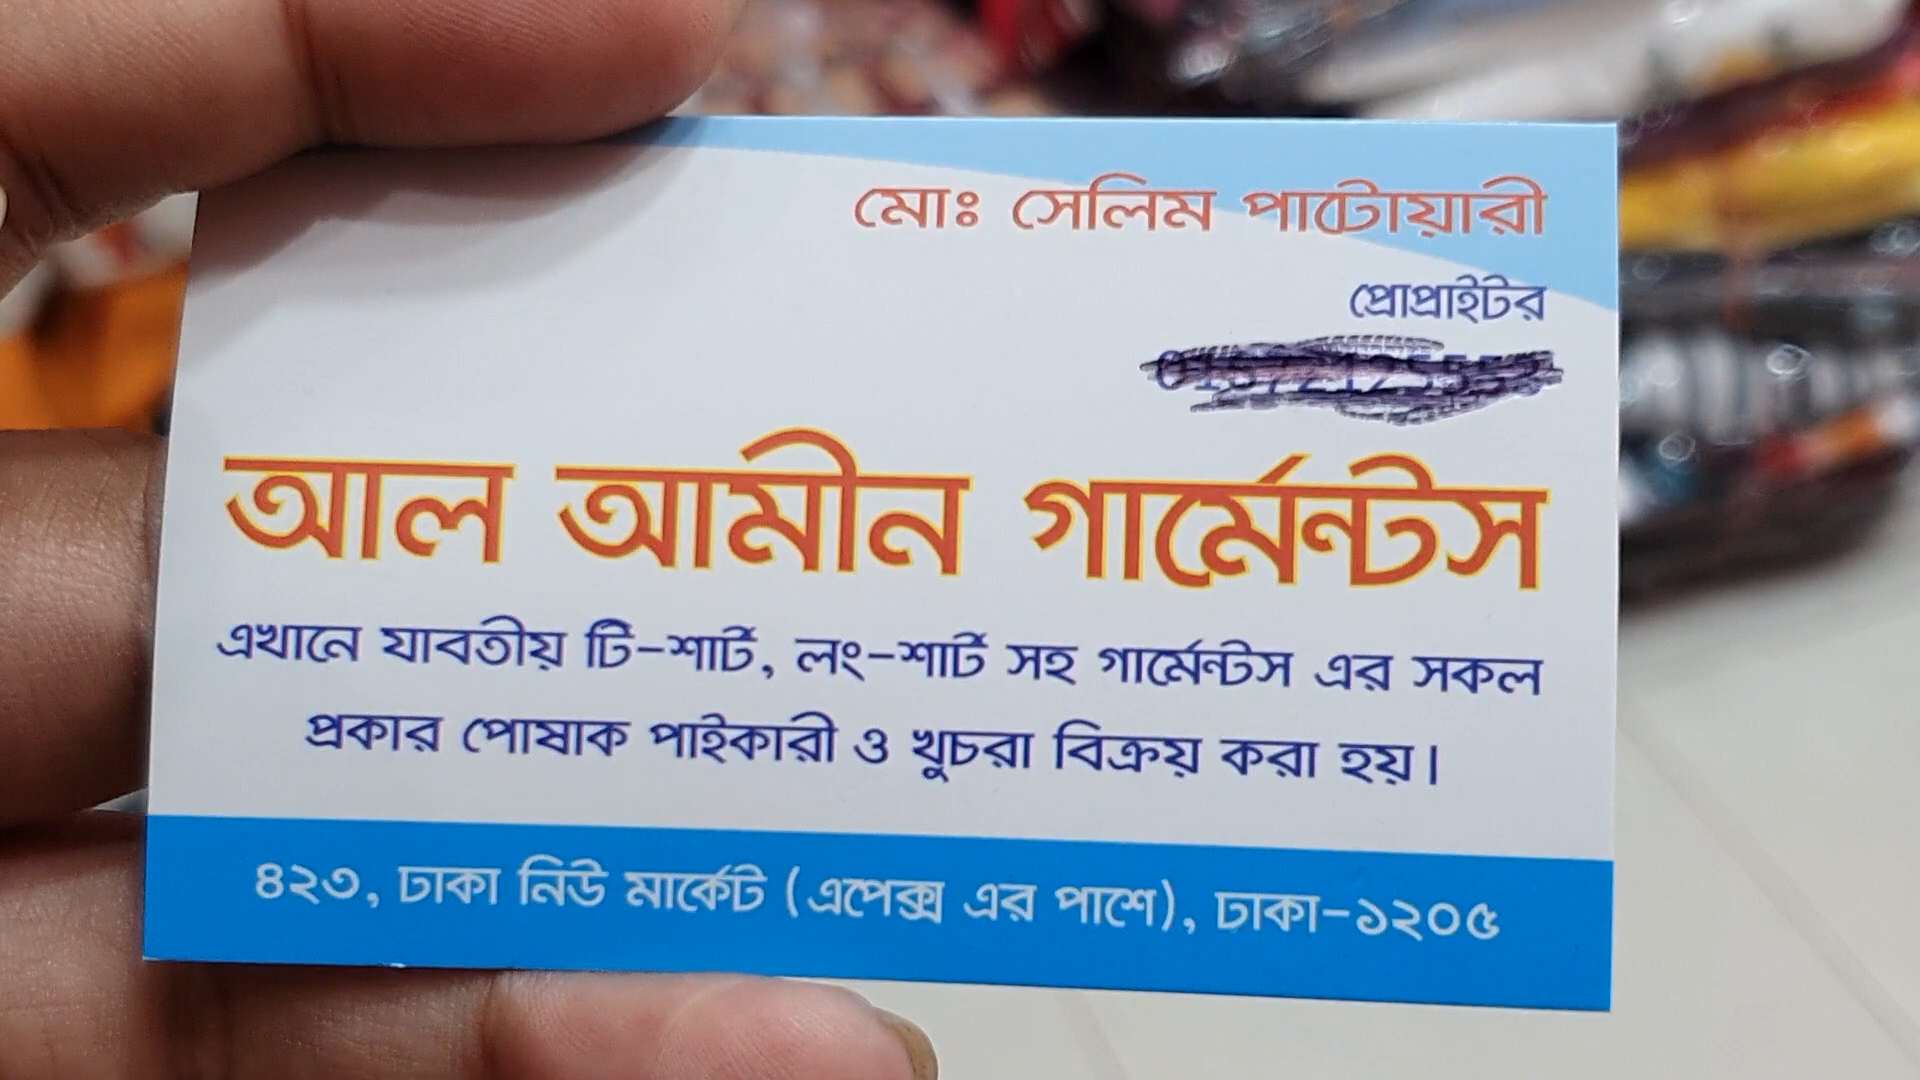 মোঃ সেলিম পাটোয়ারী
প্রোপ্রাইটর
আল আমীন গার্মেন্টস
এখানে যাবতীয় টি-শার্ট, লং-শার্ট সহ গার্মেন্টস এর সকল
প্রকার পোষাক পাইকারী ও খুচরা বিক্রয় করা হয়।
৪২৩, ঢাকা নিউ মার্কেট (এপেক্স এর পাশে), ঢাকা-১২০৫